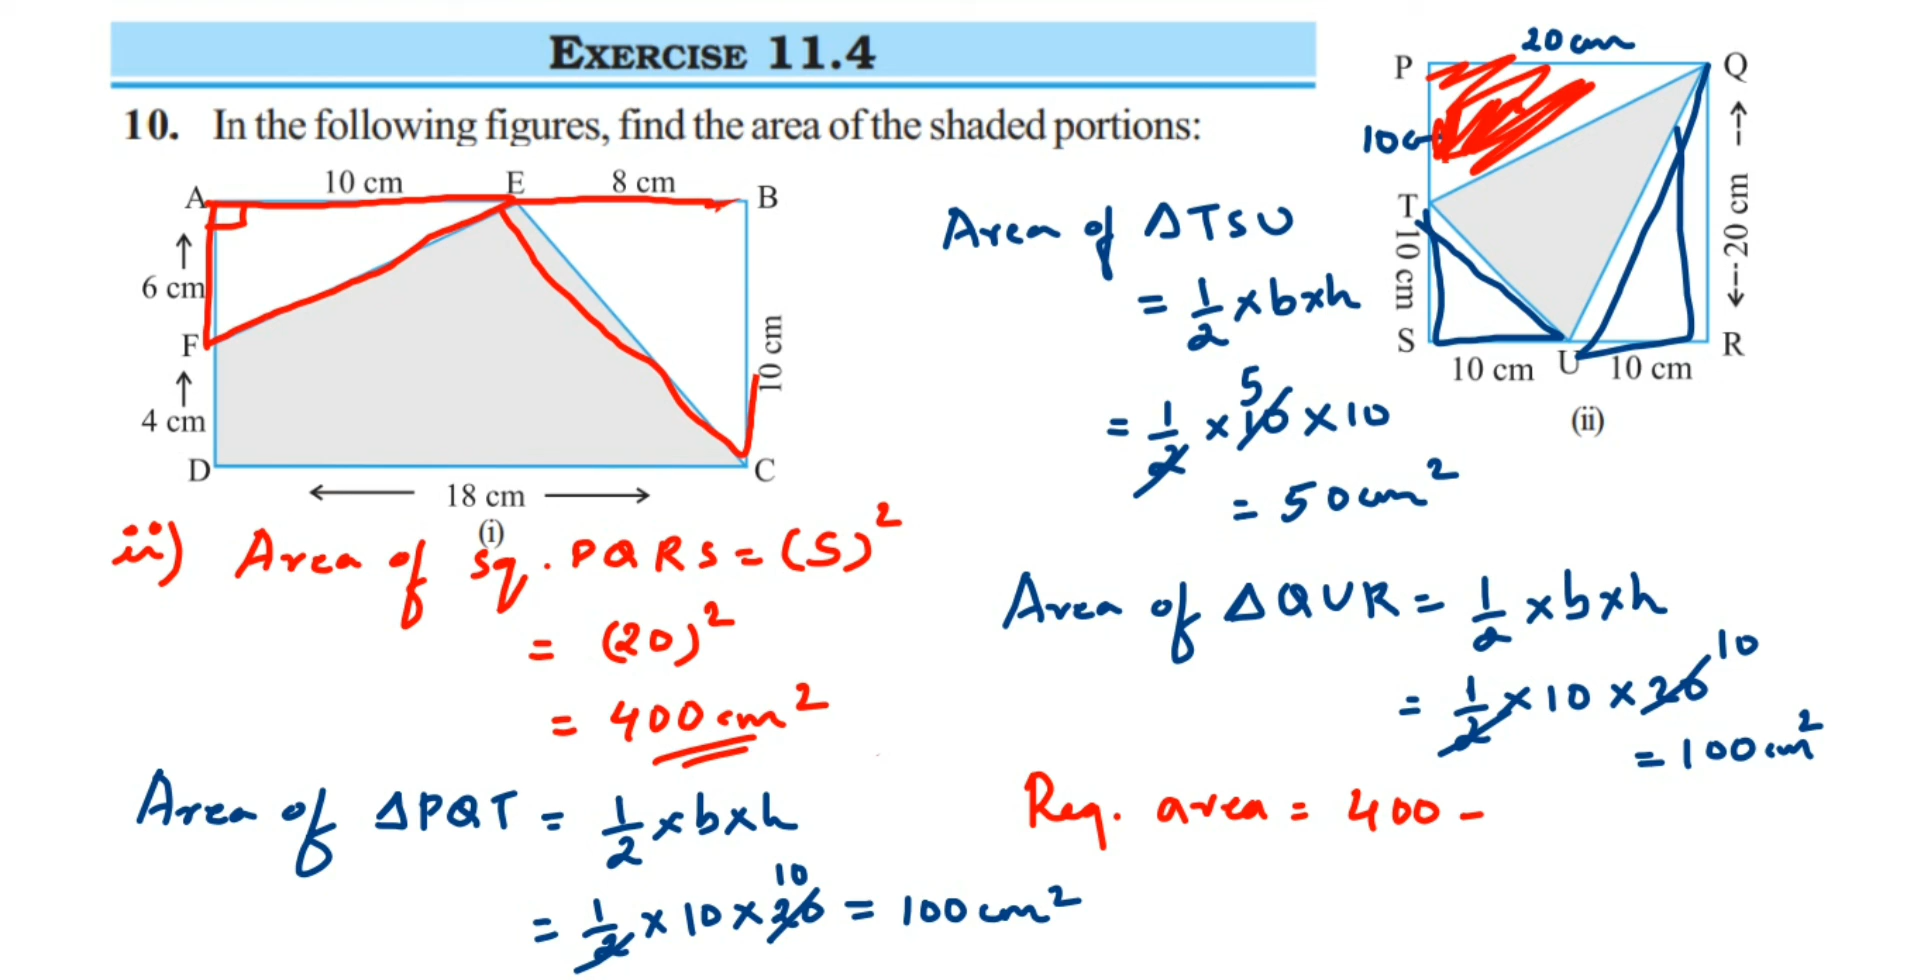 EXERCISE 11.4
10. In the following figures, find the area of the shaded portions:
A 10 cm E 8 cm B
↑
6 cm
F
↑
4 cm
10 cm
D C
← 18 cm →
(i)
20 cm
P Q
10c
T
10 cm
←--20 cm --→
S R
10 cm U 10 cm
(ii)
ii) Area of sq. PQRS = (S)²
= (20)²
= 400 cm²
Area of ΔPQT = 1/2 × b × h
= 1/2 × 10 × 20 10 = 100 cm²
Area of ΔTSU
= 1/2 × b × h
= 1/2 × 10 5 × 10
= 50 cm²
Area of ΔQUR = 1/2 × b × h
= 1/2 × 10 × 20 10
= 100 cm²
Req. area = 400 -